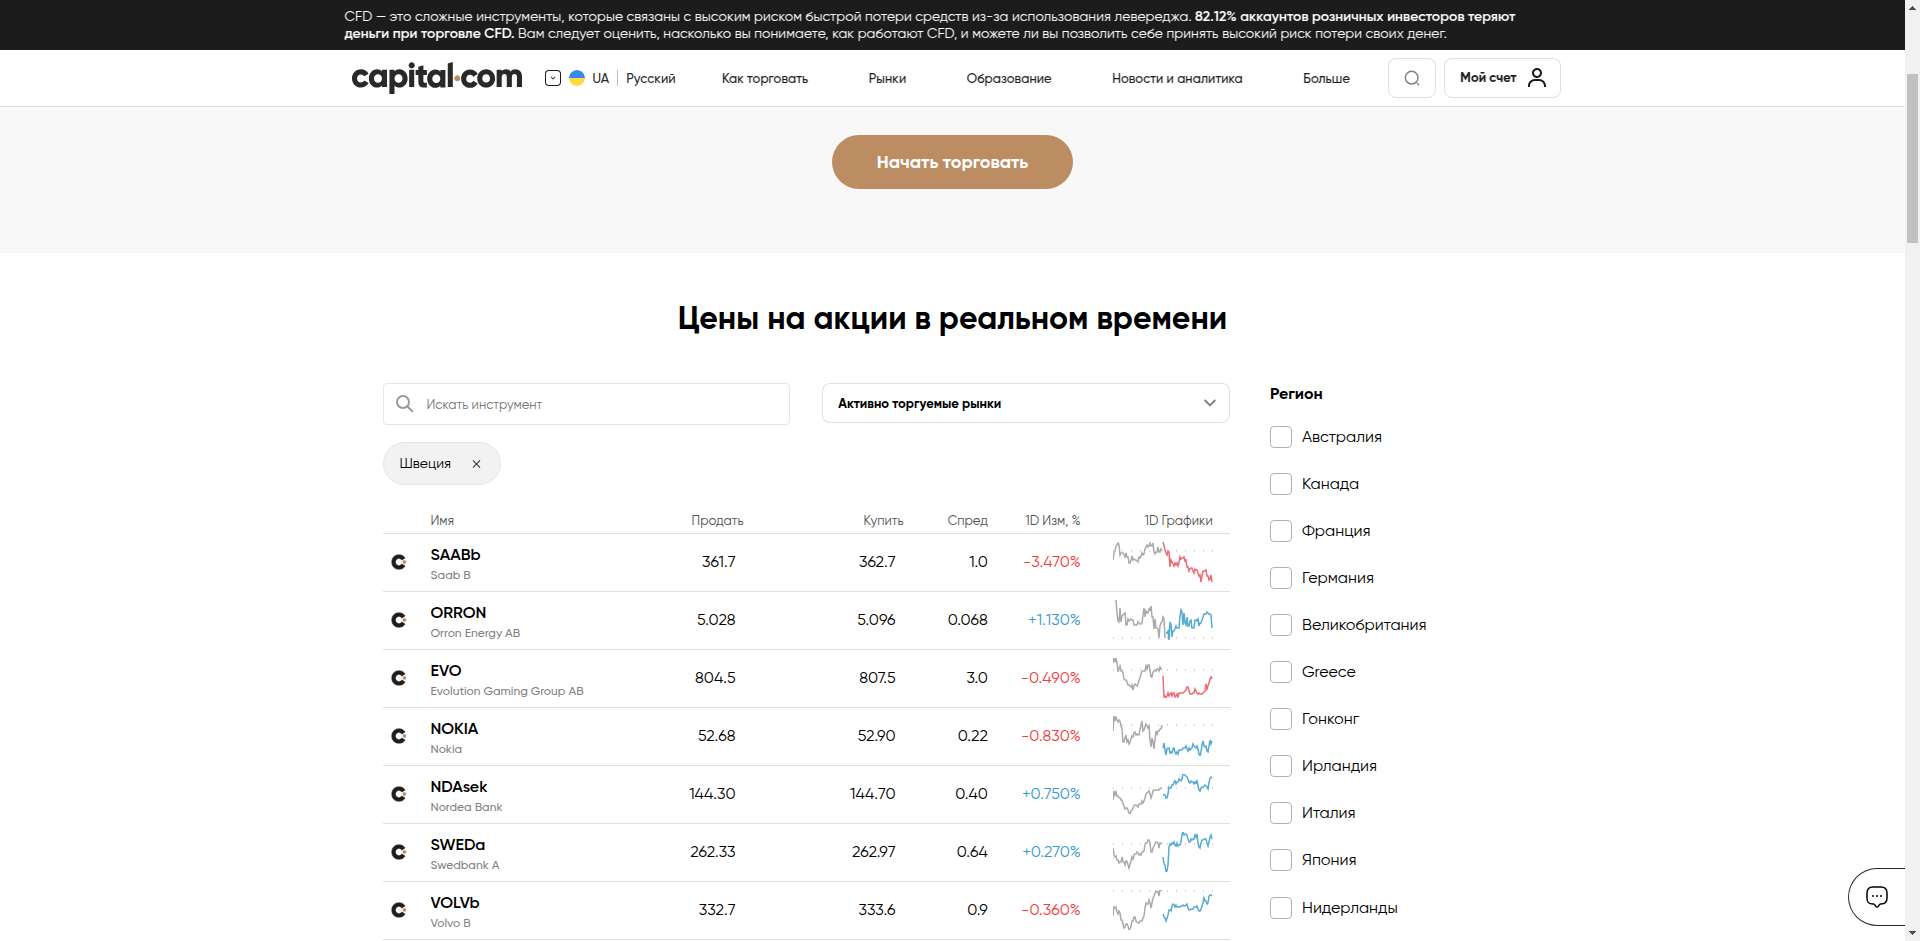 CFD — это сложные инструменты, которые связаны с высоким риском быстрой потери средств из-за использования левереджа. 82.12% аккаунтов розничных инвесторов теряют
деньги при торговле CFD. Вам следует оценить, насколько вы понимаете, как работают CFD, и можете ли вы позволить себе принять высокий риск потери своих денег.
capital.com UA Русский Как торговать Рынки Образование Новости и аналитика Больше Мой счет
Начать торговать
Цены на акции в реальном времени
Искать инструмент
Активно торгуемые рынки
Швеция
Имя Продать Купить Спред 1D Изм, % 1D Графики
SAABb 361.7 362.7 1.0 -3.470%
Saab B
ORRON 5.028 5.096 0.068 +1.130%
Orron Energy AB
EVO 804.5 807.5 3.0 -0.490%
Evolution Gaming Group AB
NOKIA 52.68 52.90 0.22 -0.830%
Nokia
NDAsek 144.30 144.70 0.40 +0.750%
Nordea Bank
SWEDa 262.33 262.97 0.64 +0.270%
Swedbank A
VOLVb 332.7 333.6 0.9 -0.360%
Volvo B
Регион
Австралия
Канада
Франция
Германия
Великобритания
Greece
Гонконг
Ирландия
Италия
Япония
Нидерланды